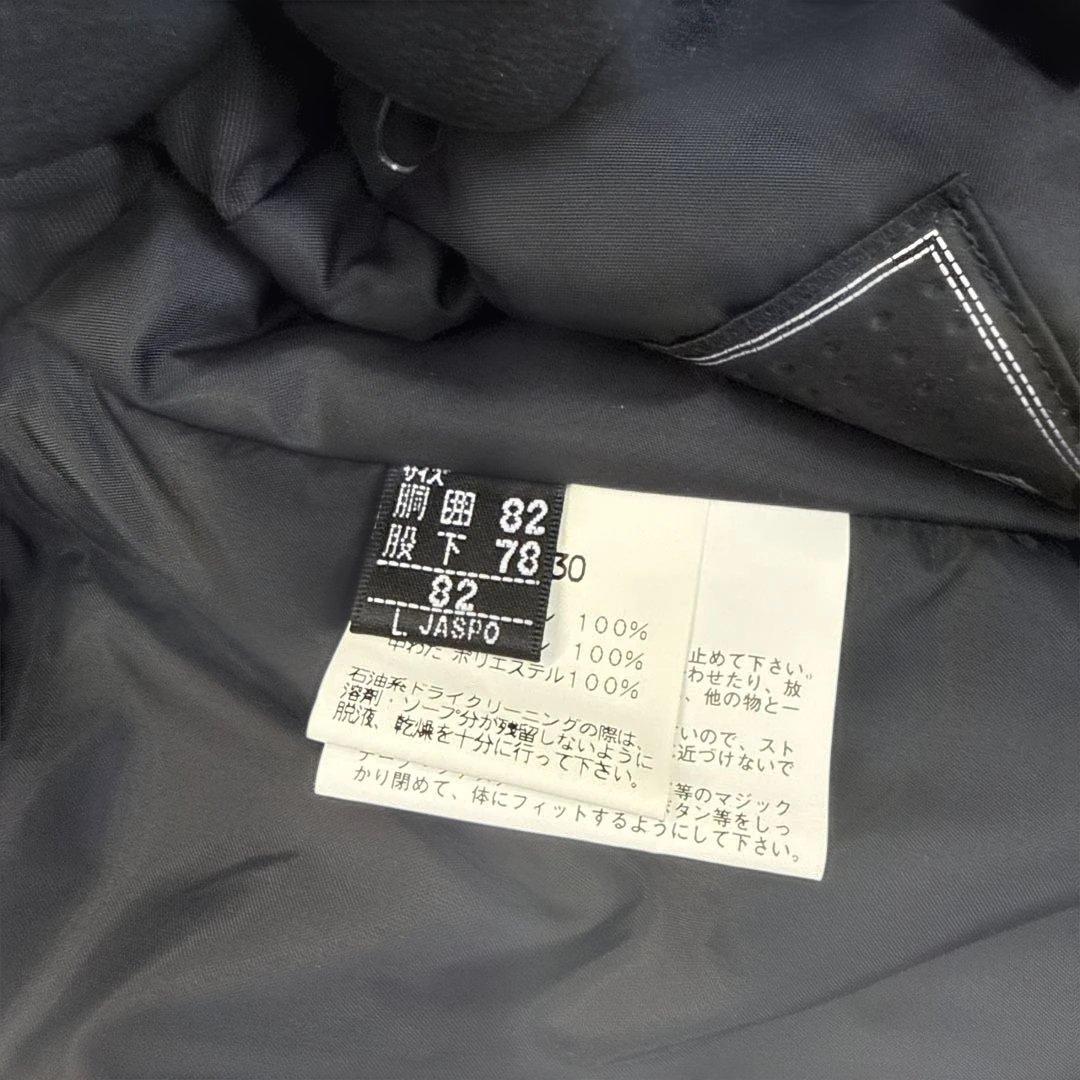 サイズ
胴囲 82
股下 78
82
L JASPO
30
ン 100%
ン 100%
中わた ポリエステル100%
石油系ドライクリーニングの際は、
溶剤・ソープ分が残留しないように
脱液、乾燥を十分に行って下さい。
止めて下さい。
わせたり、放
、他の物と一
いので、スト
近づけないで
等のマジック
タン等をしっ
かり閉めて、体にフィットするようにして下さい。